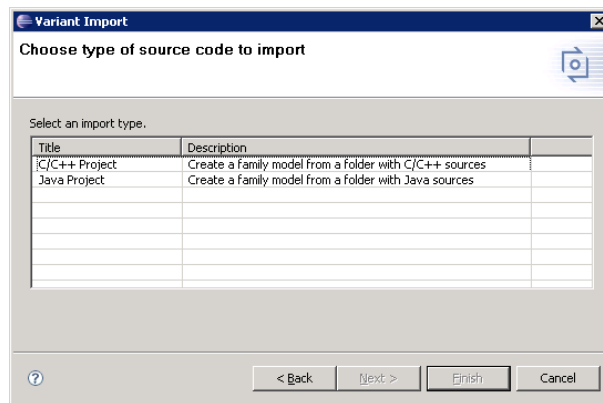 Variant Import
Choose type of source code to import
Select an import type.
Title Description
C/C++ Project Create a family model from a folder with C/C++ sources
Java Project Create a family model from a folder with Java sources
? < Back Next > Finish Cancel